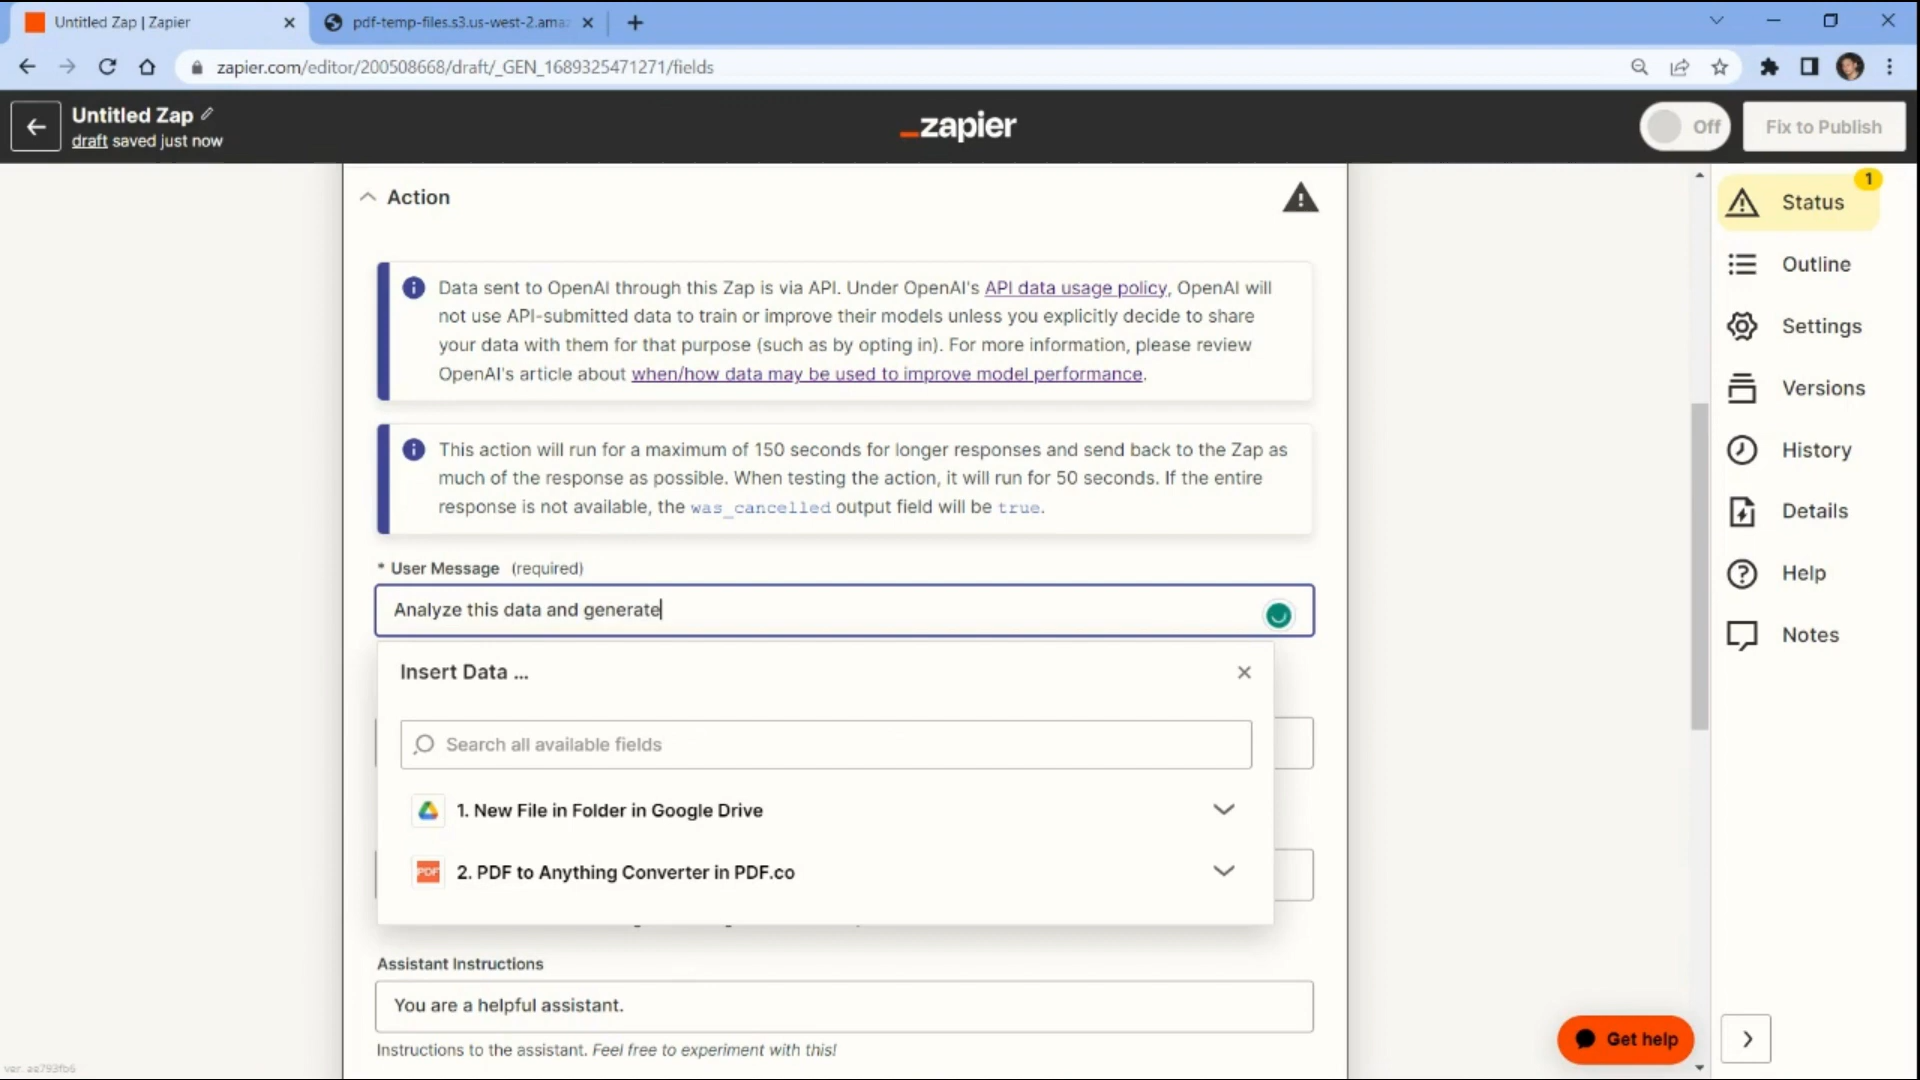 Untitled Zap | Zapier
pdf-temp-files.s3.us-west-2.amaz
zapier.com/editor/200508668/draft/_GEN_1689325471271/fields
Untitled Zap
draft saved just now
_zapier
Off
Fix to Publish
Action
Data sent to OpenAI through this Zap is via API. Under OpenAI's API data usage policy, OpenAI will
not use API-submitted data to train or improve their models unless you explicitly decide to share
your data with them for that purpose (such as by opting in). For more information, please review
OpenAI's article about when/how data may be used to improve model performance.
This action will run for a maximum of 150 seconds for longer responses and send back to the Zap as
much of the response as possible. When testing the action, it will run for 50 seconds. If the entire
response is not available, the was_cancelled output field will be true.
* User Message (required)
Analyze this data and generate
Insert Data ...
Search all available fields
1. New File in Folder in Google Drive
PDF
2. PDF to Anything Converter in PDF.co
Assistant Instructions
You are a helpful assistant.
Instructions to the assistant. Feel free to experiment with this!
1
Status
Outline
Settings
Versions
History
Details
Help
Notes
Get help
ver. aa793fb6